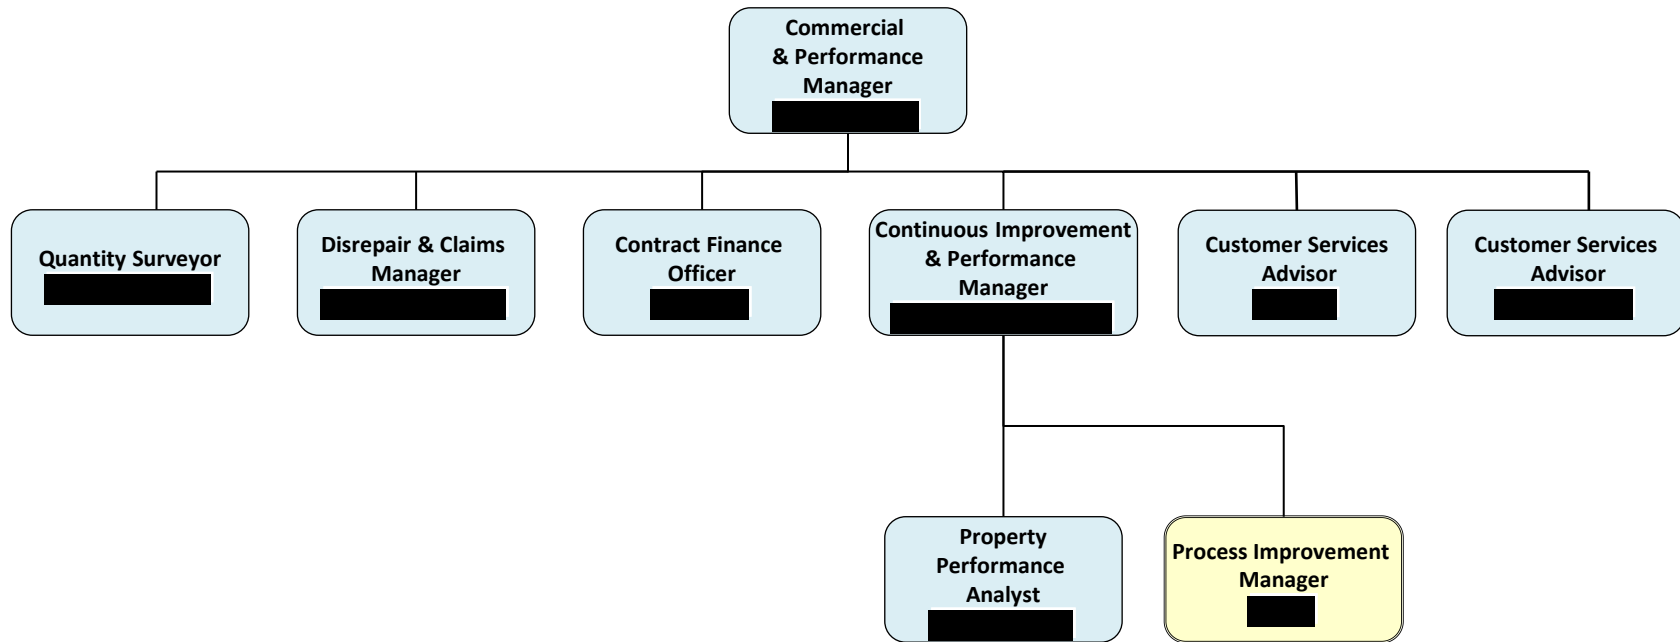 Commercial
& Performance
Manager
Quantity Surveyor
Disrepair & Claims
Manager
Contract Finance
Officer
Continuous Improvement
& Performance
Manager
Customer Services
Advisor
Customer Services
Advisor
Property
Performance
Analyst
Process Improvement
Manager